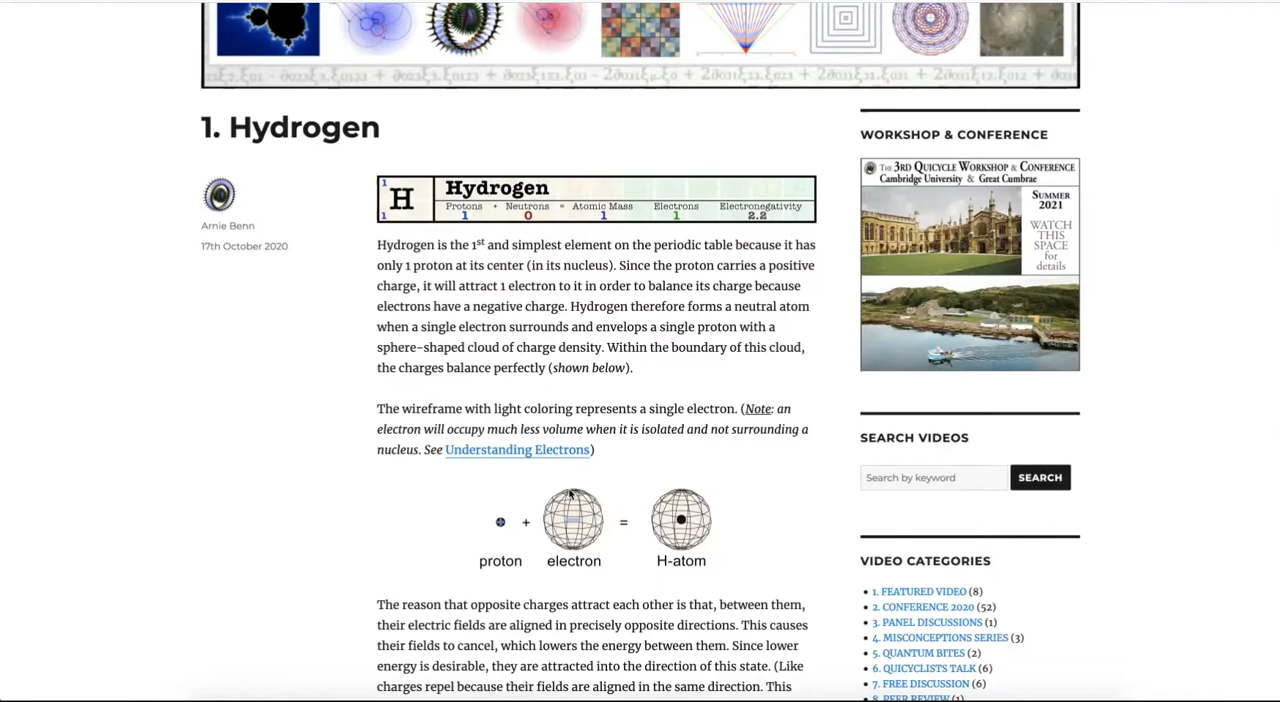 1. Hydrogen
Arnie Benn
17th October 2020
1
H
1
Hydrogen
Protons + Neutrons = Atomic Mass Electrons Electronegativity
1 0 1 1 2.2
Hydrogen is the 1st and simplest element on the periodic table because it has
only 1 proton at its center (in its nucleus). Since the proton carries a positive
charge, it will attract 1 electron to it in order to balance its charge because
electrons have a negative charge. Hydrogen therefore forms a neutral atom
when a single electron surrounds and envelops a single proton with a
sphere-shaped cloud of charge density. Within the boundary of this cloud,
the charges balance perfectly (shown below).
The wireframe with light coloring represents a single electron. (Note: an
electron will occupy much less volume when it is isolated and not surrounding a
nucleus. See Understanding Electrons)
+ =
proton electron H-atom
The reason that opposite charges attract each other is that, between them,
their electric fields are aligned in precisely opposite directions. This causes
their fields to cancel, which lowers the energy between them. Since lower
energy is desirable, they are attracted into the direction of this state. (Like
charges repel because their fields are aligned in the same direction. This
WORKSHOP & CONFERENCE
THE 3RD QUICYCLE WORKSHOP & CONFERENCE
Cambridge University & Great Cumbrae
SUMMER
2021
WATCH
THIS
SPACE
for
details
SEARCH VIDEOS
Search by keyword SEARCH
VIDEO CATEGORIES
1. FEATURED VIDEO (8)
2. CONFERENCE 2020 (52)
3. PANEL DISCUSSIONS (1)
4. MISCONCEPTIONS SERIES (3)
5. QUANTUM BITES (2)
6. QUICYCLISTS TALK (6)
7. FREE DISCUSSION (6)
8. PEER REVIEW (1)